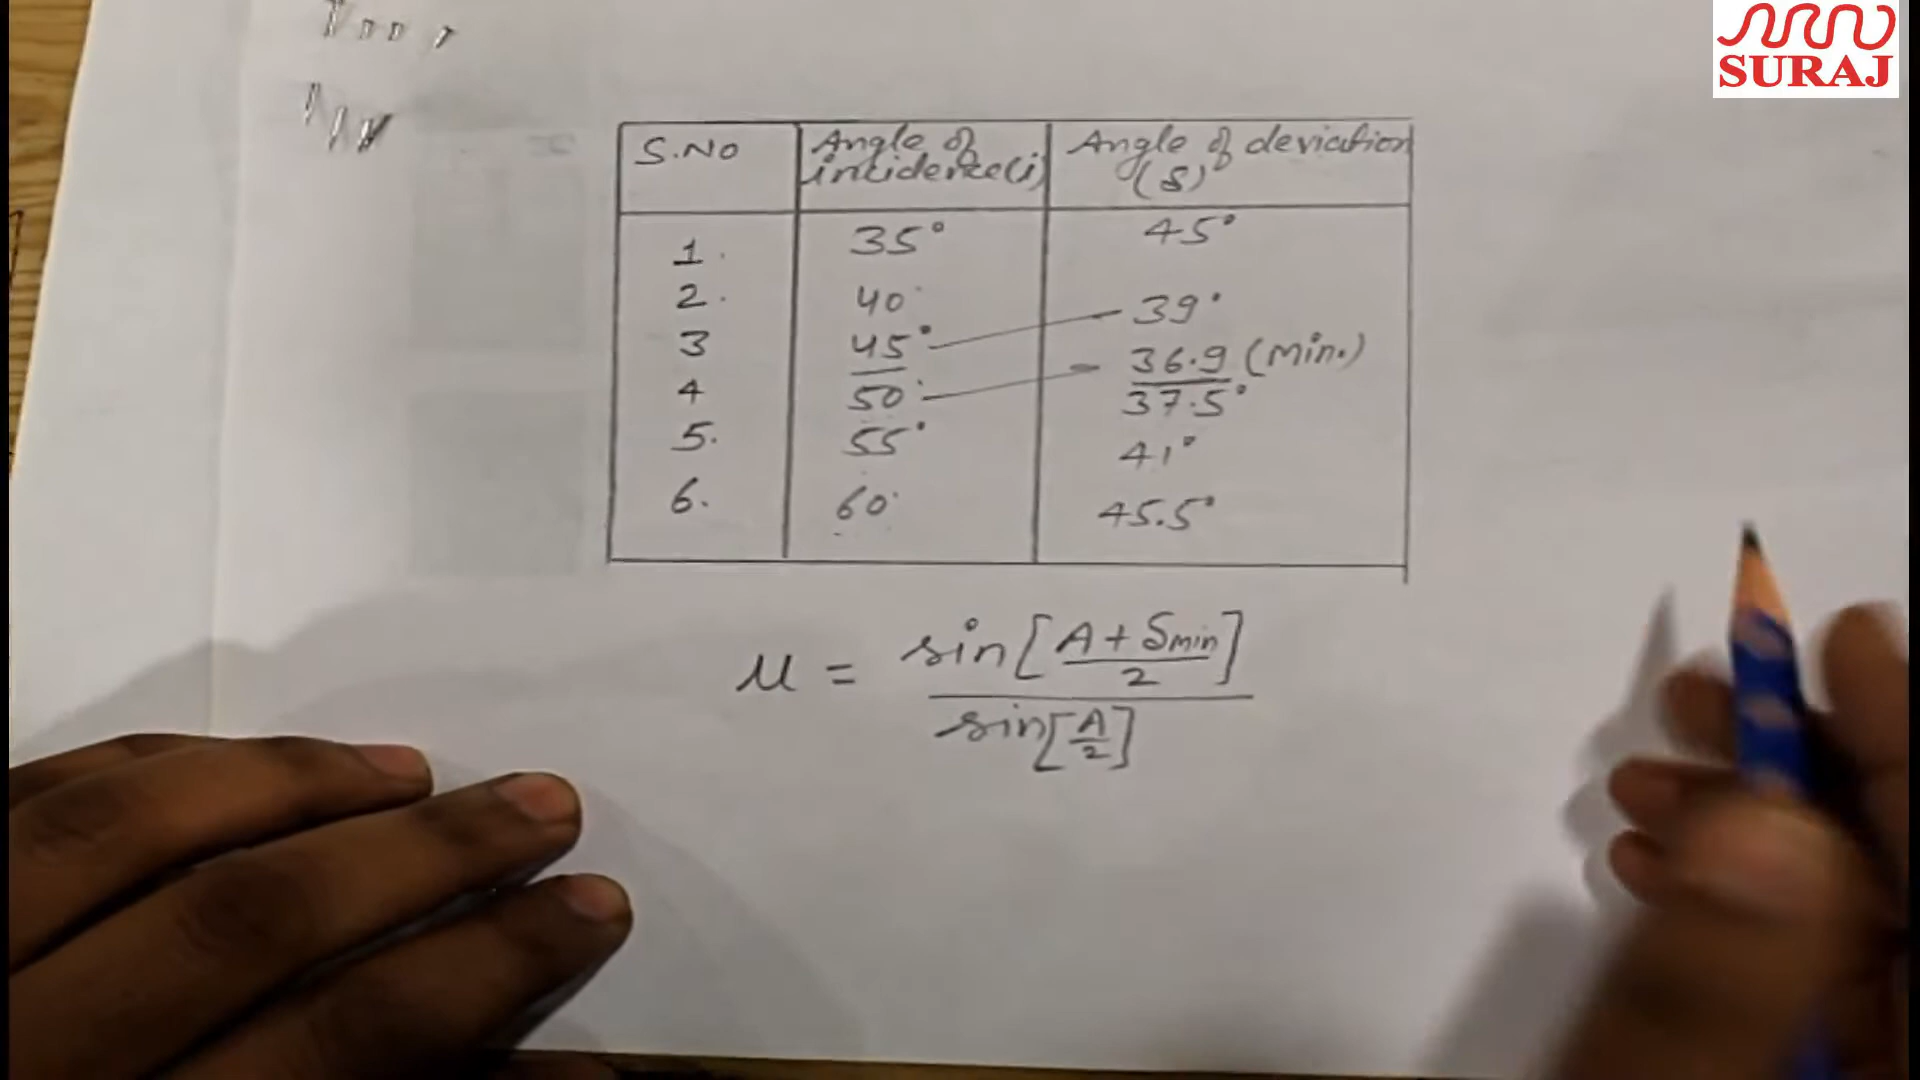 SURAJ
S.No Angle of incidence(i) Angle of deviation (δ)
1. 35° 45°
2. 40° 39°
3 45° 36.9 (min.)
4 50° 37.5°
5. 55° 41°
6. 60° 45.5°
μ = sin[A+δmin/2] / sin[A/2]